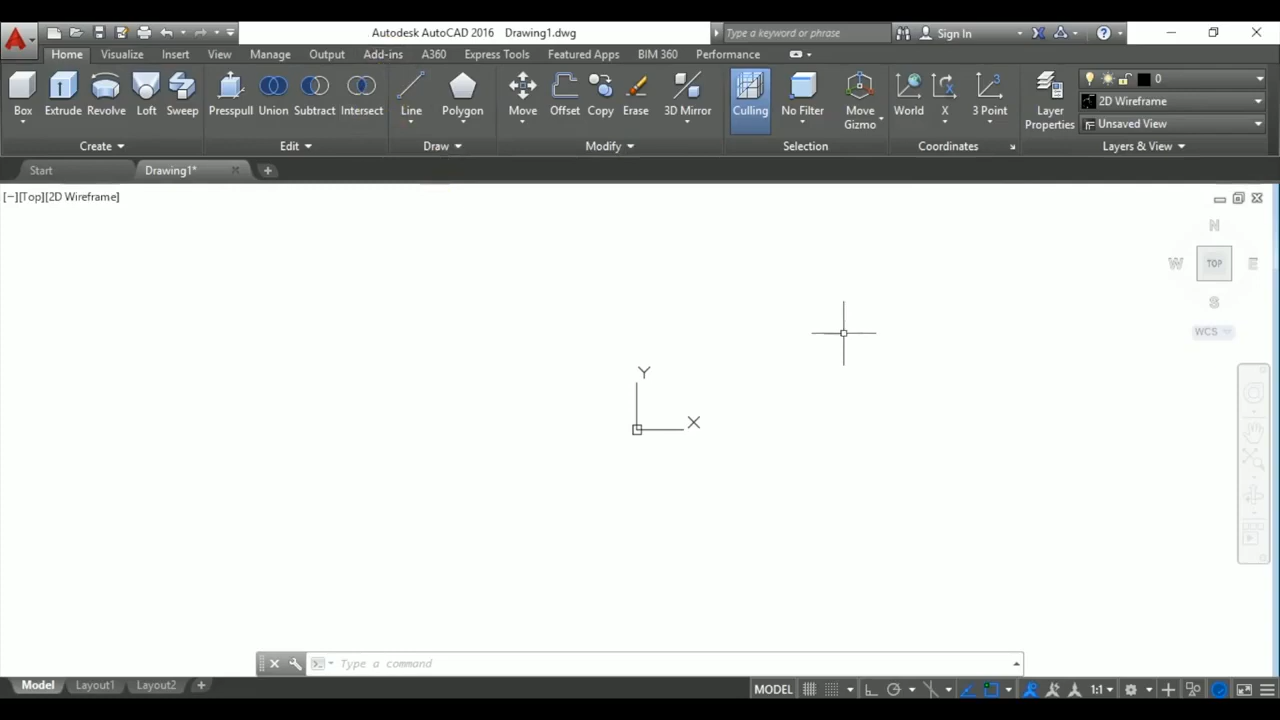 Autodesk AutoCAD 2016 Drawing1.dwg
Type a keyword or phrase
Sign In
Home Visualize Insert View Manage Output Add-ins A360 Express Tools Featured Apps BIM 360 Performance
Box Extrude Revolve Loft Sweep Presspull Union Subtract Intersect Line Polygon Move Offset Copy Erase 3D Mirror Culling No Filter Move Gizmo World X 3 Point Layer Properties
0
2D Wireframe
Unsaved View
Create Edit Draw Modify Selection Coordinates Layers & View
Start Drawing1*
[−][Top][2D Wireframe]
N
W TOP E
S
WCS
Y
X
Type a command
Model Layout1 Layout2
MODEL 1:1